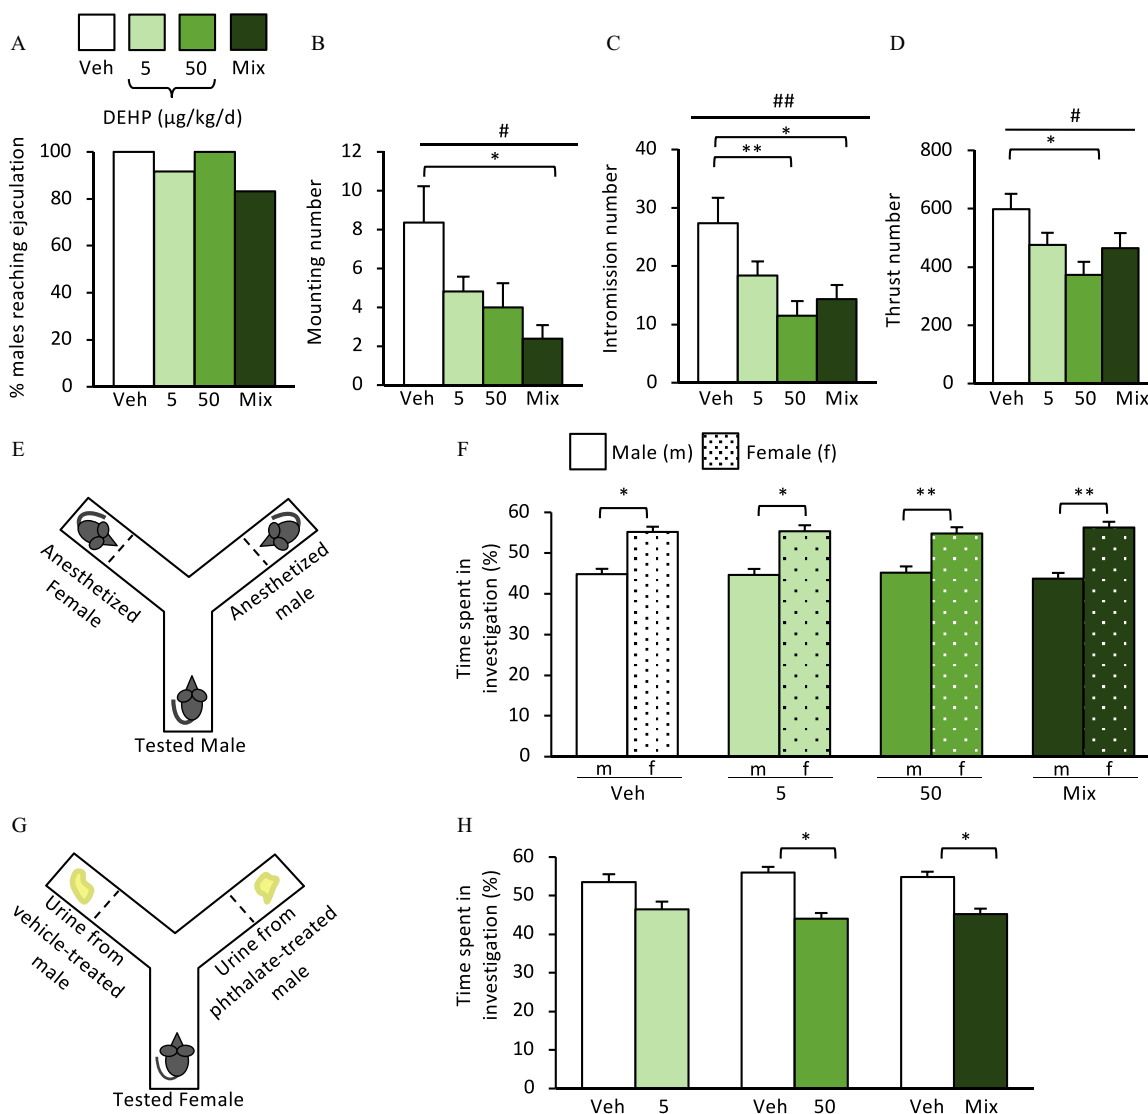 A
Veh 5 50 Mix
DEHP (µg/kg/d)
% males reaching ejaculation
100
80
60
40
20
0
Veh 5 50 Mix
B
#
*
Mounting number
12
10
8
6
4
2
0
Veh 5 50 Mix
C
##
*
**
Intromission number
40
30
20
10
0
Veh 5 50 Mix
D
#
*
Thrust number
800
600
400
200
0
Veh 5 50 Mix
E
Anesthetized
Female
Anesthetized
male
Tested Male
F
Male (m) Female (f)
* * ** **
Time spent in
investigation (%)
60
50
40
30
20
10
0
m f m f m f m f
Veh 5 50 Mix
G
Urine from
vehicle-treated
male
Urine from
phthalate-treated
male
Tested Female
H
* *
Time spent in
investigation (%)
60
50
40
30
20
10
0
Veh 5 Veh 50 Veh Mix